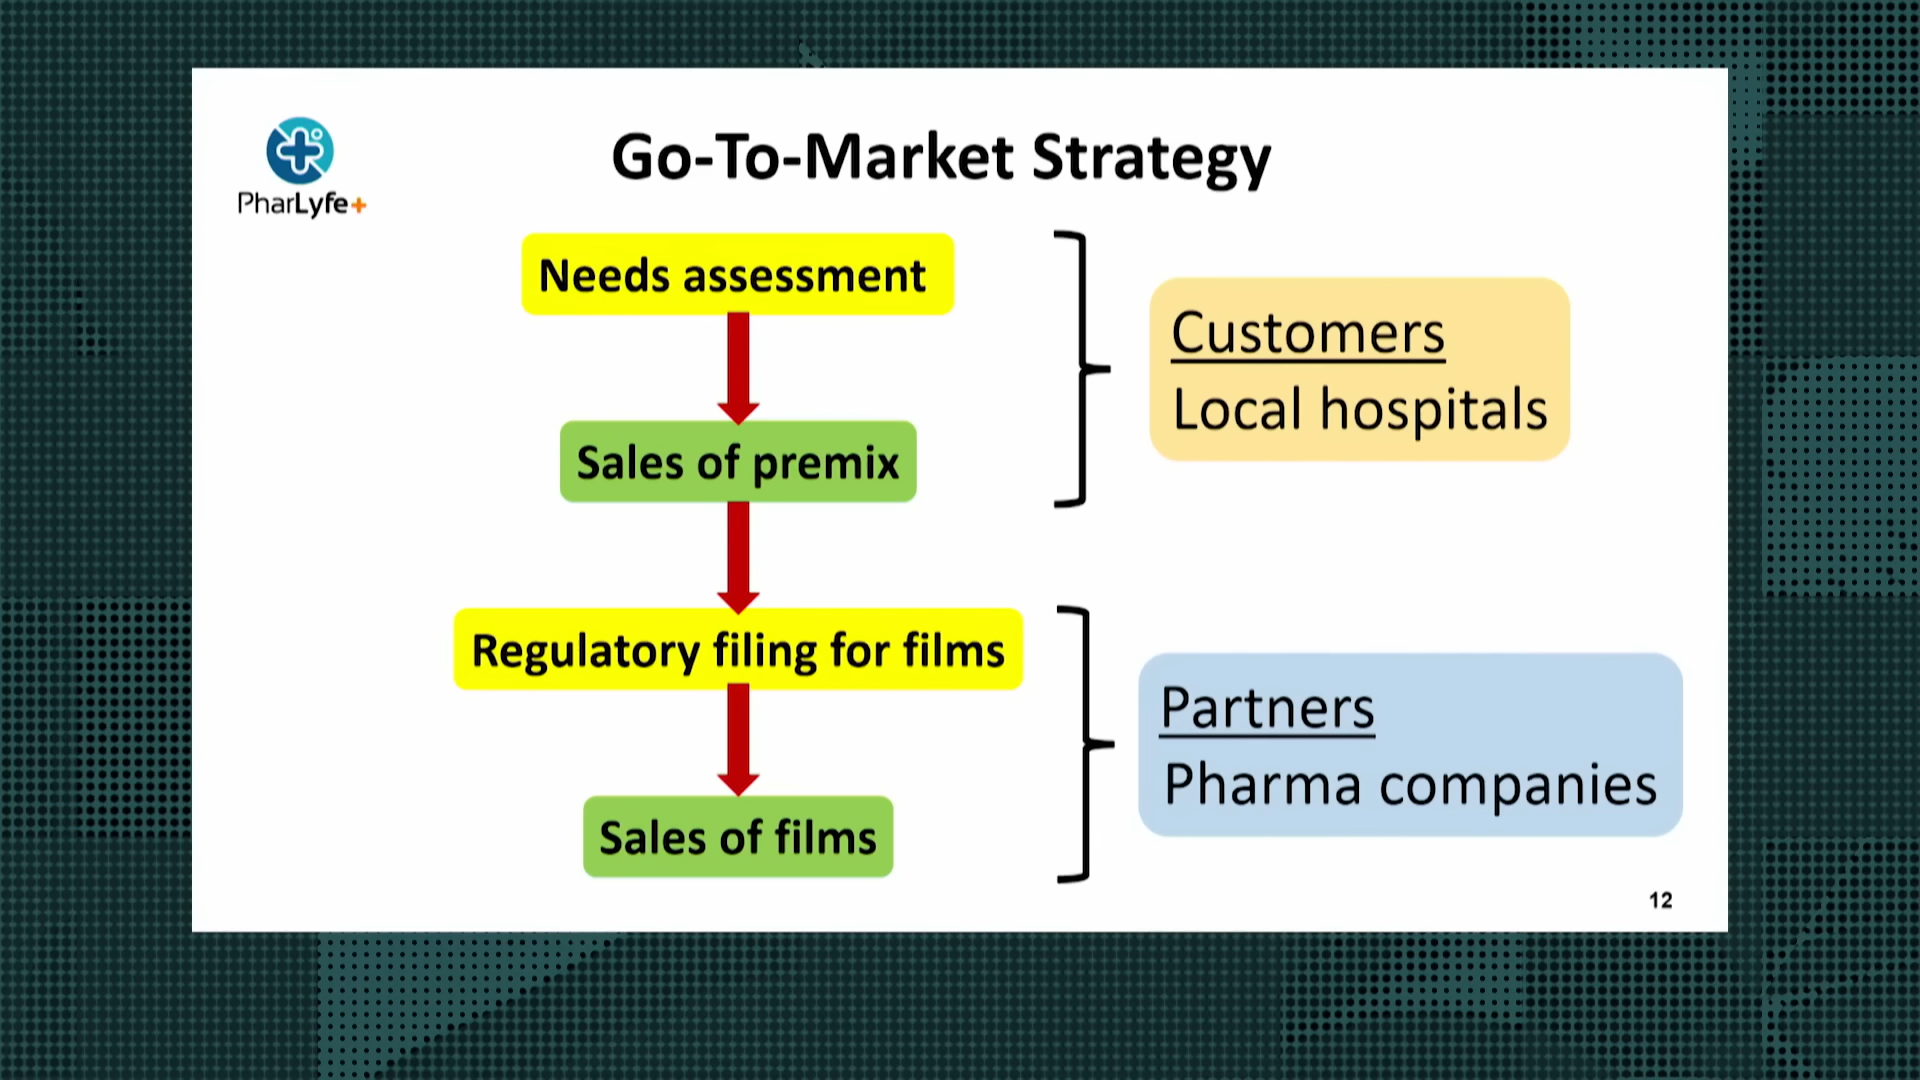 PharLyfe+
Go-To-Market Strategy
Needs assessment
Sales of premix
Customers
Local hospitals
Regulatory filing for films
Sales of films
Partners
Pharma companies
12